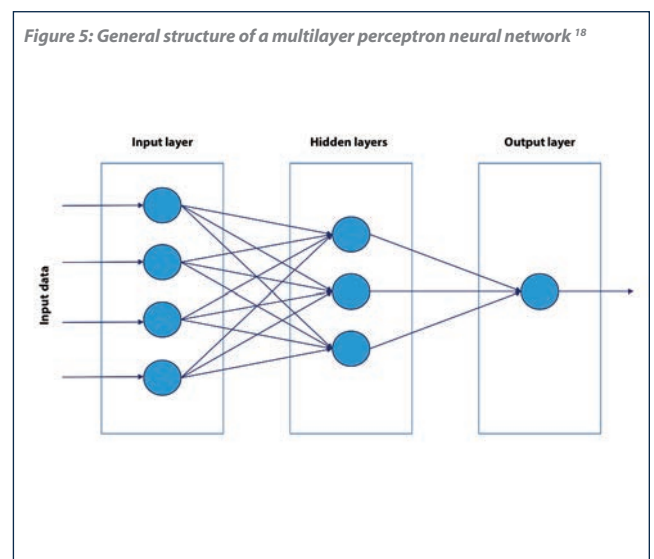 Figure 5: General structure of a multilayer perceptron neural network 18
Input layer
Hidden layers
Output layer
Input data